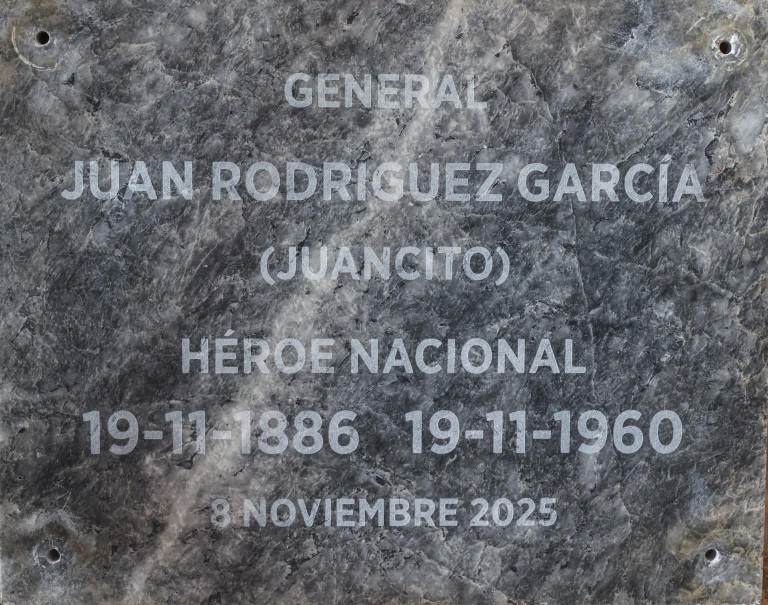 GENERAL
JUAN RODRIGUEZ GARCÍA
(JUANCITO)
HÉROE NACIONAL
19-11-1886 19-11-1960
8 NOVIEMBRE 2025